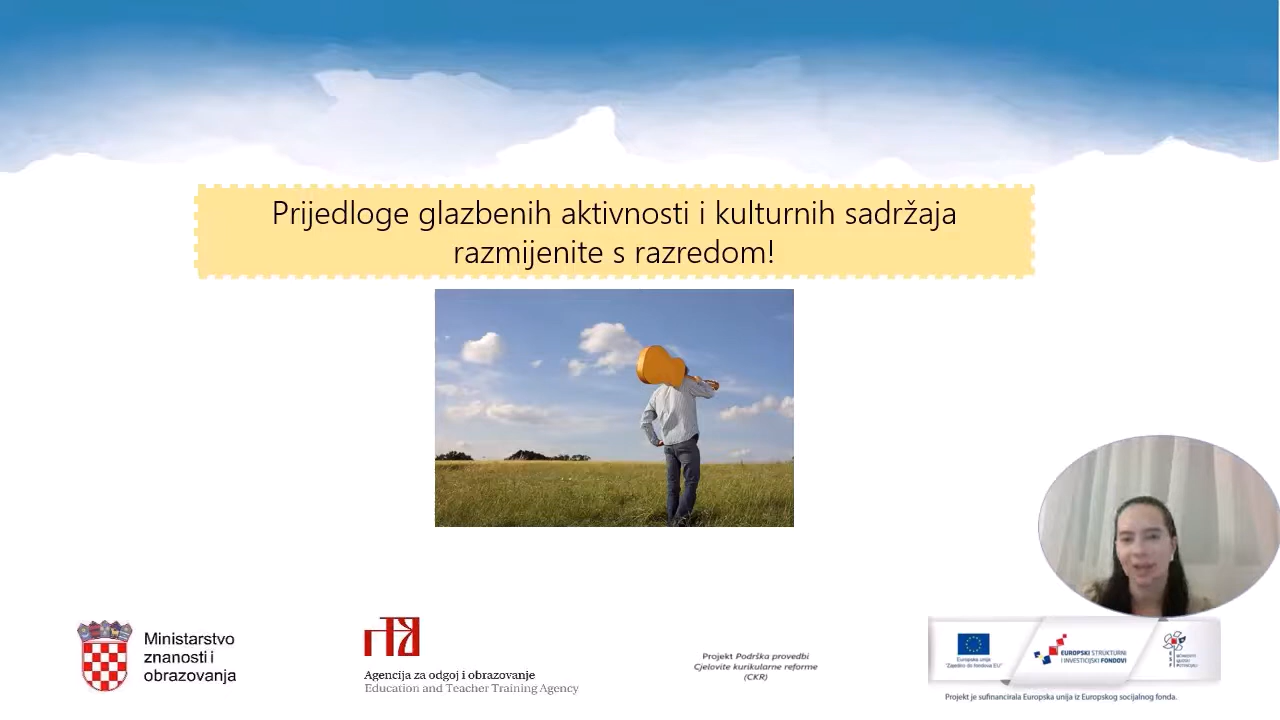 Prijedloge glazbenih aktivnosti i kulturnih sadržaja
razmijenite s razredom!
Ministarstvo
znanosti i
obrazovanja
Agencija za odgoj i obrazovanje
Education and Teacher Training Agency
Projekt Podrška provedbi
Cjelovite kurikularne reforme
(CKR)
Europska unija
"Zajedno do fondova EU"
EUROPSKI STRUKTURNI
I INVESTICIJSKI FONDOVI
Projekt je sufinancirala Europska unija iz Europskog socijalnog fonda.